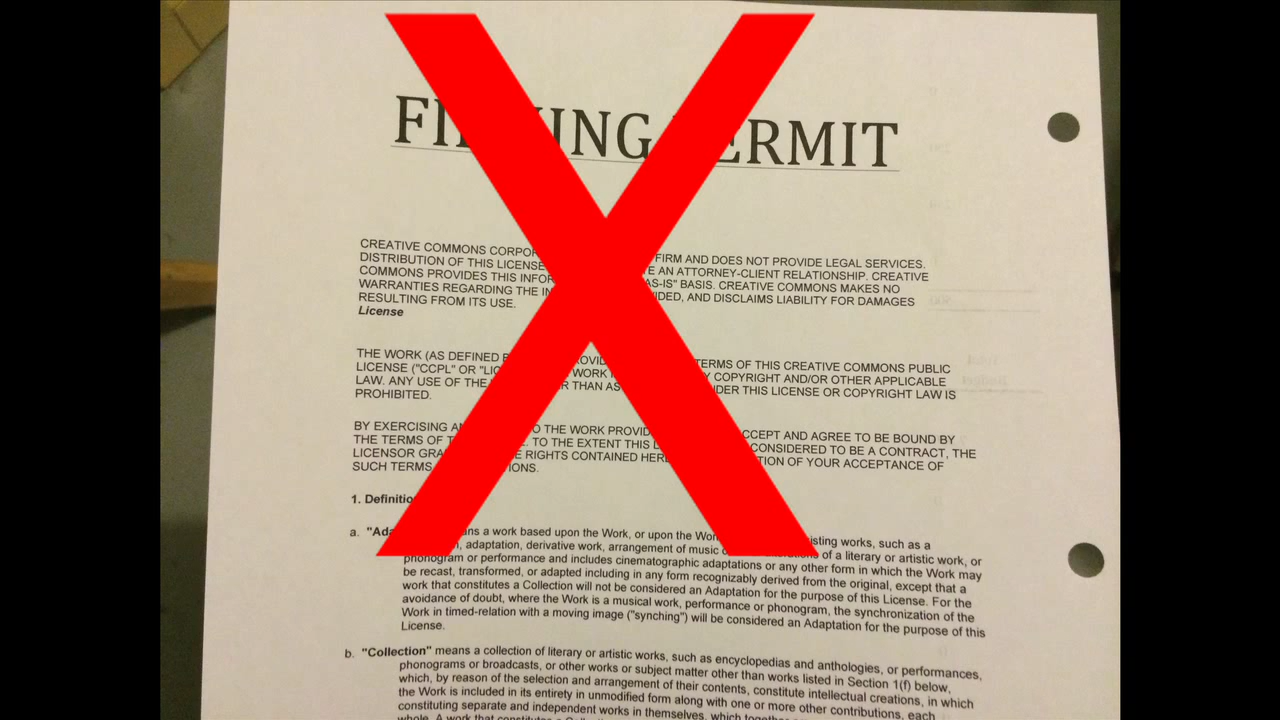 FI ING ERMIT
CREATIVE COMMONS CORPOR FIRM AND DOES NOT PROVIDE LEGAL SERVICES.
DISTRIBUTION OF THIS LICENSE E AN ATTORNEY-CLIENT RELATIONSHIP. CREATIVE
COMMONS PROVIDES THIS INFOR AS-IS" BASIS. CREATIVE COMMONS MAKES NO
WARRANTIES REGARDING THE IN IDED, AND DISCLAIMS LIABILITY FOR DAMAGES
RESULTING FROM ITS USE.
License
THE WORK (AS DEFINED B ROVID TERMS OF THIS CREATIVE COMMONS PUBLIC
LICENSE ("CCPL" OR "LIC WORK COPYRIGHT AND/OR OTHER APPLICABLE
LAW. ANY USE OF THE R THAN AS DER THIS LICENSE OR COPYRIGHT LAW IS
PROHIBITED.
BY EXERCISING AN O THE WORK PROVID CCEPT AND AGREE TO BE BOUND BY
THE TERMS OF T . TO THE EXTENT THIS L CONSIDERED TO BE A CONTRACT, THE
LICENSOR GRA E RIGHTS CONTAINED HERE TION OF YOUR ACCEPTANCE OF
SUCH TERMS ONS.
1. Definitio
a. "Ada ns a work based upon the Work, or upon the Wor isting works, such as a
adaptation, derivative work, arrangement of music of a literary or artistic work, or
phonogram or performance and includes cinematographic adaptations or any other form in which the Work may
be recast, transformed, or adapted including in any form recognizably derived from the original, except that a
work that constitutes a Collection will not be considered an Adaptation for the purpose of this License. For the
avoidance of doubt, where the Work is a musical work, performance or phonogram, the synchronization of the
Work in timed-relation with a moving image ("synching") will be considered an Adaptation for the purpose of this
License.
b. "Collection" means a collection of literary or artistic works, such as encyclopedias and anthologies, or performances,
phonograms or broadcasts, or other works or subject matter other than works listed in Section 1(f) below,
which, by reason of the selection and arrangement of their contents, constitute intellectual creations, in which
the Work is included in its entirety in unmodified form along with one or more other contributions, each
constituting separate and independent works in themselves, which together
whole. A work that constitutes a